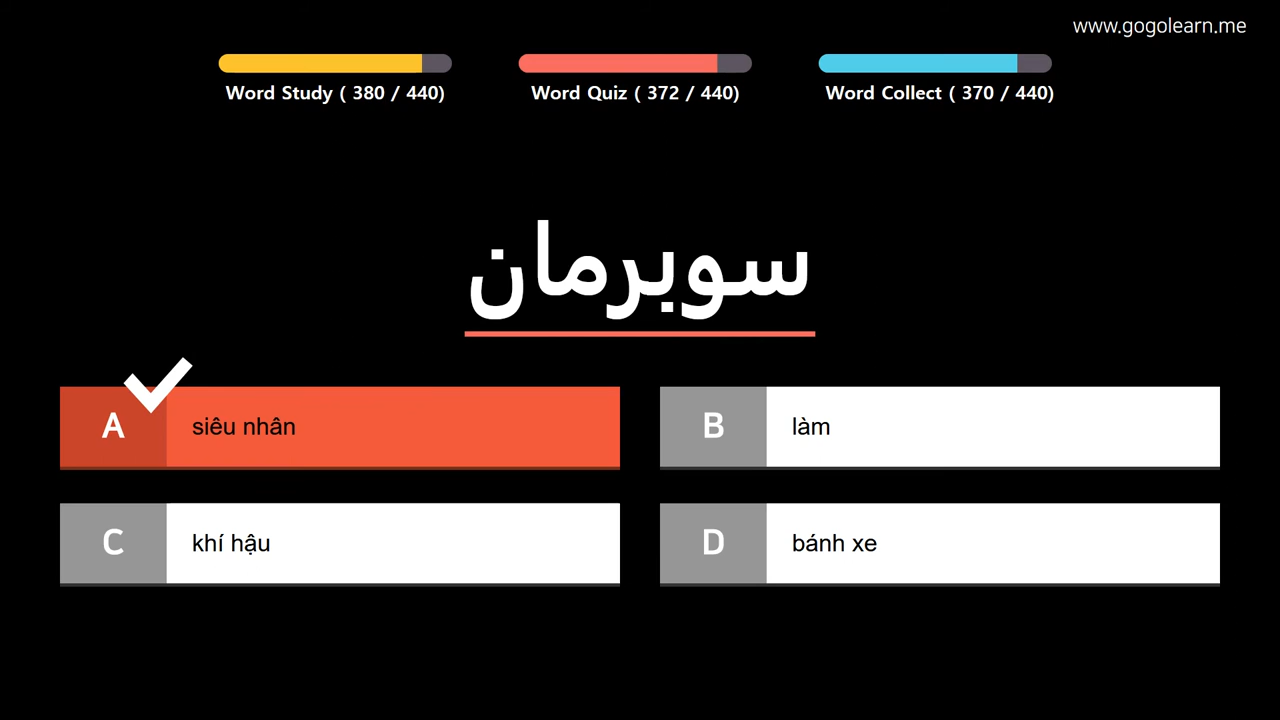 www.gogolearn.me
Word Study ( 380 / 440)
Word Quiz ( 372 / 440)
Word Collect ( 370 / 440)
سوبرمان
A siêu nhân
B làm
C khí hậu
D bánh xe